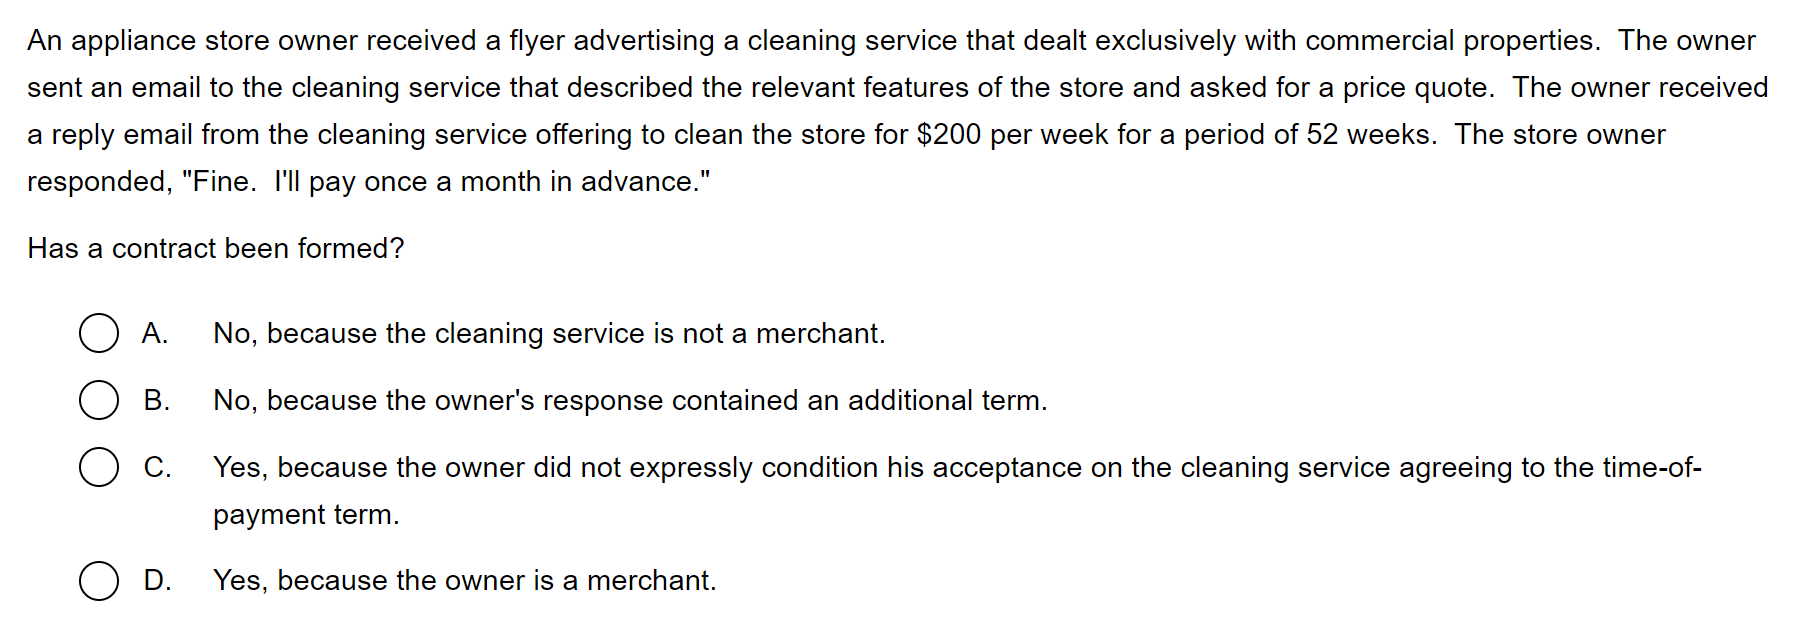 An appliance store owner received a flyer advertising a cleaning service that dealt exclusively with commercial properties.  The owner
sent an email to the cleaning service that described the relevant features of the store and asked for a price quote.  The owner received
a reply email from the cleaning service offering to clean the store for $200 per week for a period of 52 weeks.  The store owner
responded, "Fine.  I'll pay once a month in advance."
Has a contract been formed?
A. No, because the cleaning service is not a merchant.
B. No, because the owner's response contained an additional term.
C. Yes, because the owner did not expressly condition his acceptance on the cleaning service agreeing to the time-of-
payment term.
D. Yes, because the owner is a merchant.